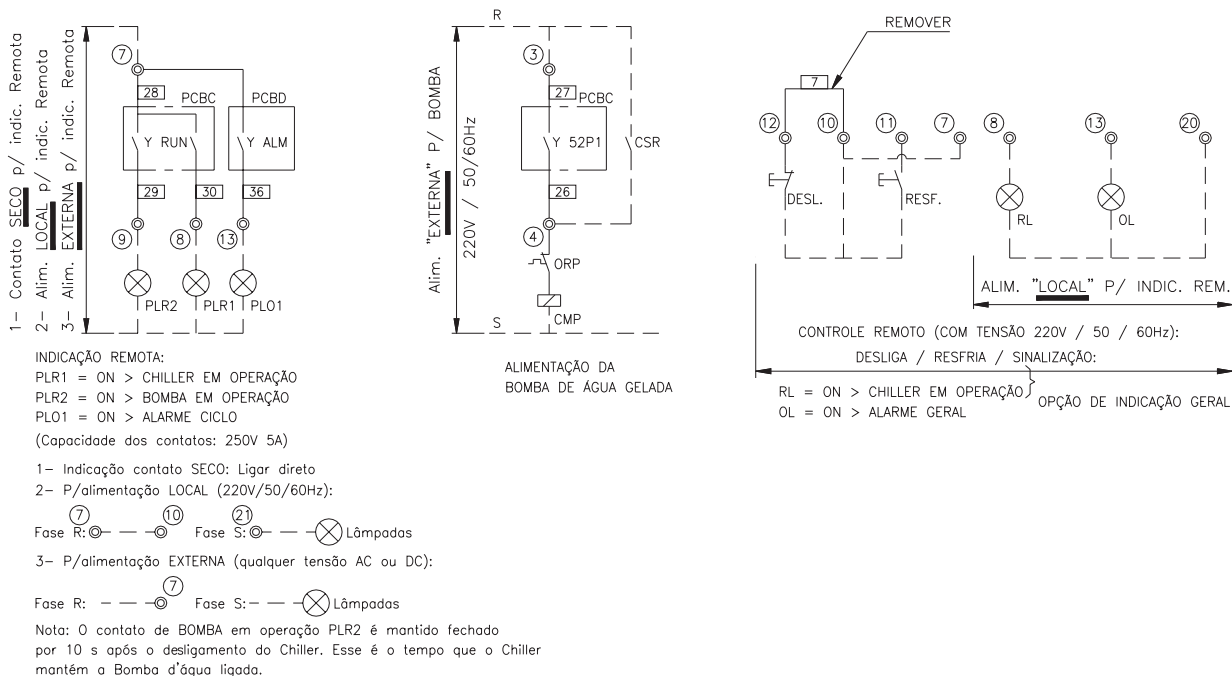 1– Contato SECO p/ indic. Remota
2– Alim. LOCAL p/ indic. Remota
3– Alim. EXTERNA p/ indic. Remota
7
28
PCBC
PCBD
Y RUN
Y ALM
29
30
36
9
8
13
PLR2
PLR1
PLO1
INDICAÇÃO REMOTA:
PLR1 = ON > CHILLER EM OPERAÇÃO
PLR2 = ON > BOMBA EM OPERAÇÃO
PLO1 = ON > ALARME CICLO
(Capacidade dos contatos: 250V 5A)
1– Indicação contato SECO: Ligar direto
2– P/alimentação LOCAL (220V/50/60Hz):
7
10
21
Fase R:
Fase S:
Lâmpadas
3– P/alimentação EXTERNA (qualquer tensão AC ou DC):
7
Fase R:
Fase S:
Lâmpadas
Nota: O contato de BOMBA em operação PLR2 é mantido fechado
por 10 s após o desligamento do Chiller. Esse é o tempo que o Chiller
mantém a Bomba d'água ligada.
Alim. "EXTERNA" P/ BOMBA
220V / 50/60Hz
R
3
27
PCBC
Y 52P1
CSR
26
4
ORP
CMP
S
ALIMENTAÇÃO DA
BOMBA DE ÁGUA GELADA
REMOVER
7
12
10
11
7
8
13
20
DESL.
RESF.
RL
OL
ALIM. "LOCAL" P/ INDIC. REM.
CONTROLE REMOTO (COM TENSÃO 220V / 50 / 60Hz):
DESLIGA / RESFRIA / SINALIZAÇÃO:
RL = ON > CHILLER EM OPERAÇÃO
OL = ON > ALARME GERAL
OPÇÃO DE INDICAÇÃO GERAL